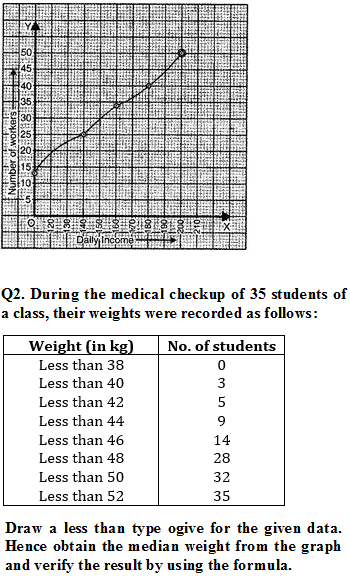 Y
50
45
40
35
30
25
20
15
10
5
O
Number of workers
120
130
140
150
160
170
180
190
200
210
X
Daily Income
Q2. During the medical checkup of 35 students of
a class, their weights were recorded as follows:
Weight (in kg) No. of students
Less than 38 0
Less than 40 3
Less than 42 5
Less than 44 9
Less than 46 14
Less than 48 28
Less than 50 32
Less than 52 35
Draw a less than type ogive for the given data.
Hence obtain the median weight from the graph
and verify the result by using the formula.